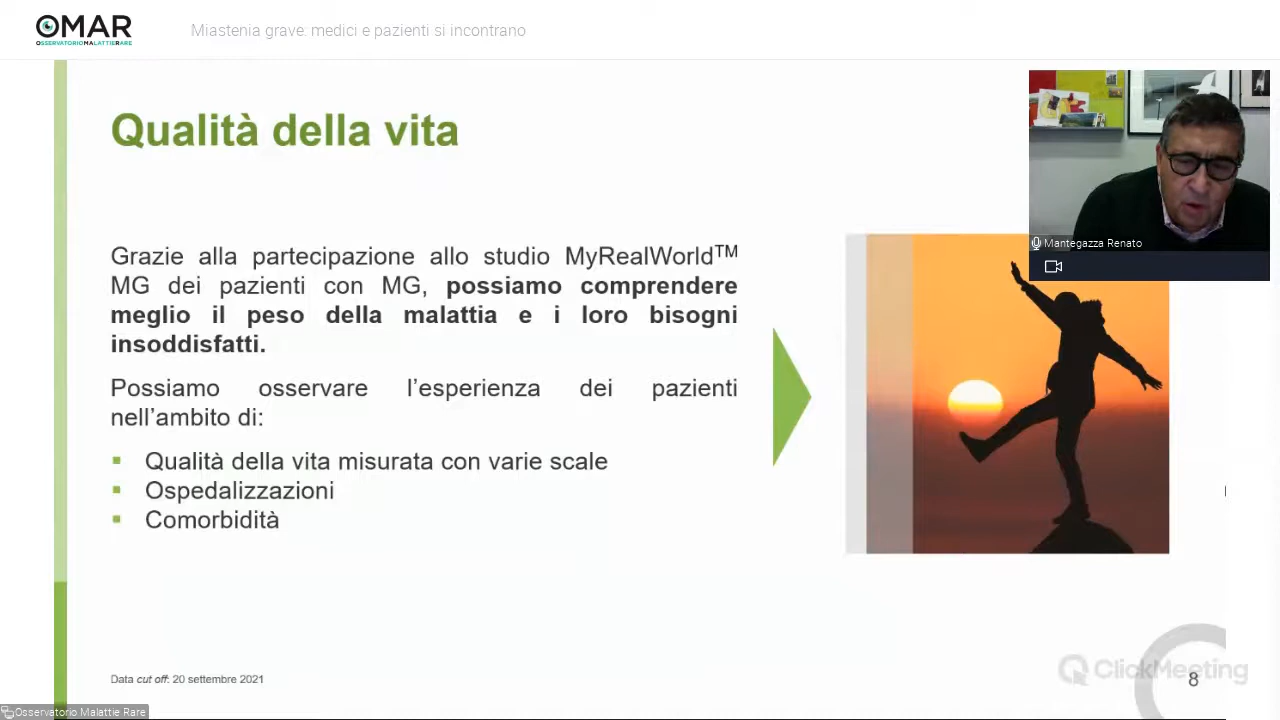 OMAR
OSSERVATORIOMALATTIERARE
Miastenia grave: medici e pazienti si incontrano
Qualità della vita
Mantegazza Renato
Grazie alla partecipazione allo studio MyRealWorld™
MG dei pazienti con MG, possiamo comprendere
meglio il peso della malattia e i loro bisogni
insoddisfatti.
Possiamo osservare l’esperienza dei pazienti
nell’ambito di:
▪ Qualità della vita misurata con varie scale
▪ Ospedalizzazioni
▪ Comorbidità
Data cut off: 20 settembre 2021
ClickMeeting
8
Osservatorio Malattie Rare